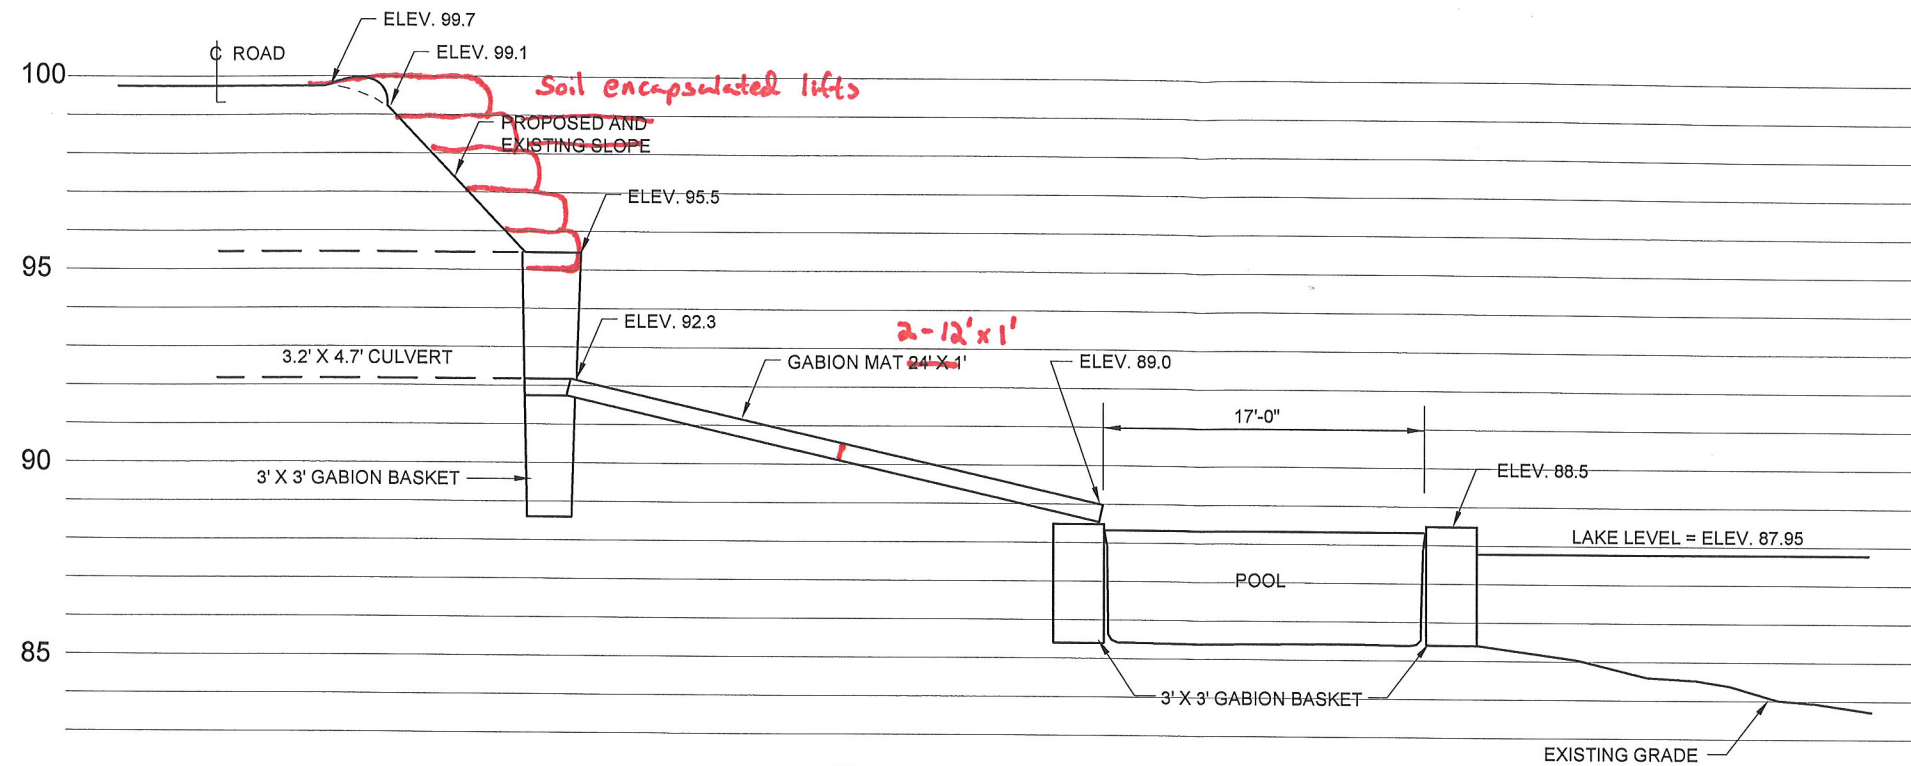 ELEV. 99.7
C ROAD
ELEV. 99.1
100
Soil encapsulated lifts
PROPOSED AND
EXISTING SLOPE
ELEV. 95.5
95
ELEV. 92.3
2-12'x1'
3.2' X 4.7' CULVERT
GABION MAT 24' X 1'
ELEV. 89.0
17'-0"
90
3' X 3' GABION BASKET
ELEV. 88.5
LAKE LEVEL = ELEV. 87.95
POOL
85
3' X 3' GABION BASKET
EXISTING GRADE